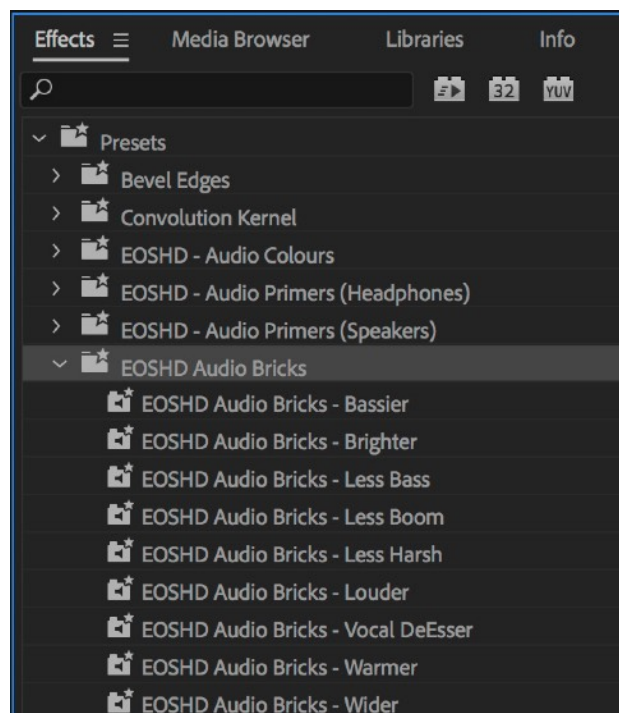 Effects Media Browser Libraries Info
32 YUV
Presets
Bevel Edges
Convolution Kernel
EOSHD - Audio Colours
EOSHD - Audio Primers (Headphones)
EOSHD - Audio Primers (Speakers)
EOSHD Audio Bricks
EOSHD Audio Bricks - Bassier
EOSHD Audio Bricks - Brighter
EOSHD Audio Bricks - Less Bass
EOSHD Audio Bricks - Less Boom
EOSHD Audio Bricks - Less Harsh
EOSHD Audio Bricks - Louder
EOSHD Audio Bricks - Vocal DeEsser
EOSHD Audio Bricks - Warmer
EOSHD Audio Bricks - Wider